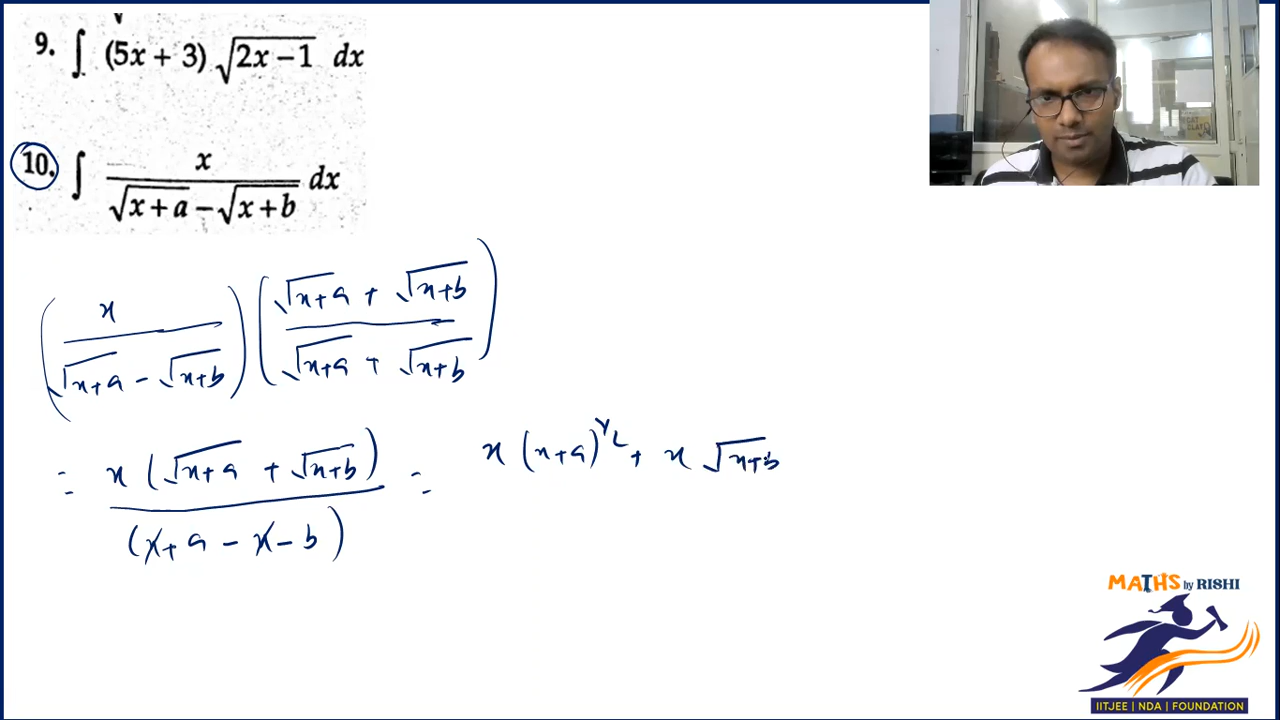 9. ∫ (5x + 3) √(2x − 1) dx
10. ∫ x / (√(x + a) − √(x + b)) dx
(x / (√(x+a) − √(x+b))) ((√(x+a) + √(x+b)) / (√(x+a) + √(x+b)))
= x (√(x+a) + √(x+b)) / (x + a − x − b) = x (x+a)^(1/2) + x √(x+b)
MATHS by RISHI
IITJEE | NDA | FOUNDATION